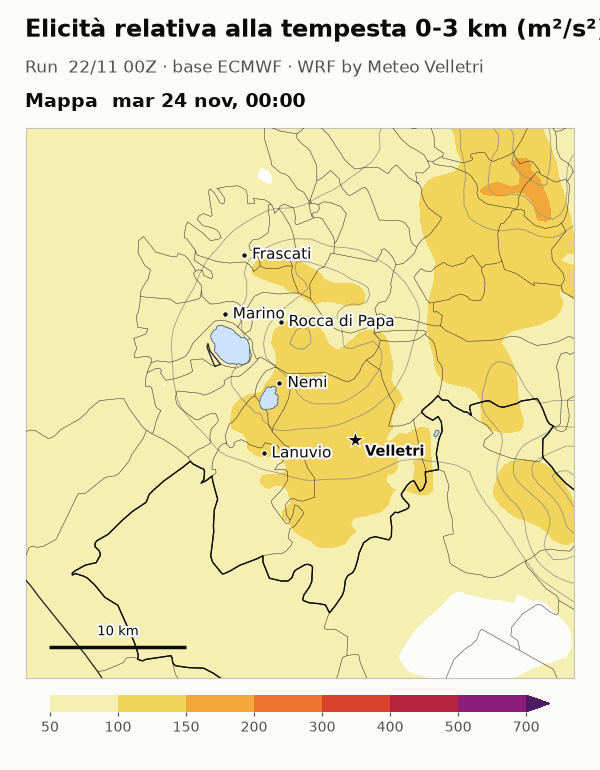 Elicità relativa alla tempesta 0-3 km (m²/s²)
Run 22/11 00Z · base ECMWF · WRF by Meteo Velletri
Mappa mar 24 nov, 00:00
Frascati
Marino
Rocca di Papa
Nemi
Velletri
Lanuvio
10 km
50 100 150 200 300 400 500 700